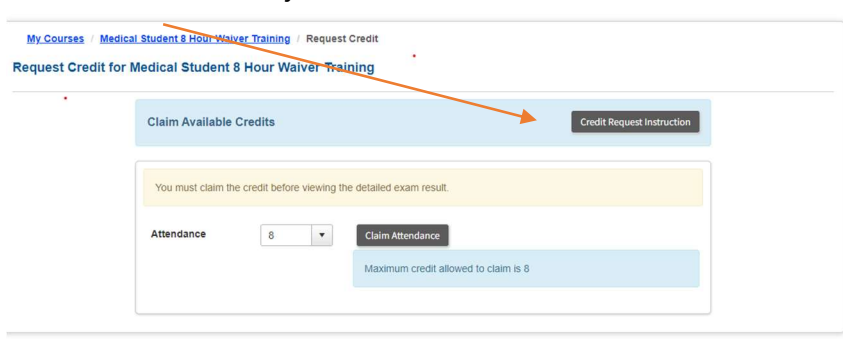 My Courses / Medical Student 8 Hour Waiver Training / Request Credit
Request Credit for Medical Student 8 Hour Waiver Training
Claim Available Credits
Credit Request Instruction
You must claim the credit before viewing the detailed exam result.
Attendance 8 Claim Attendance
Maximum credit allowed to claim is 8